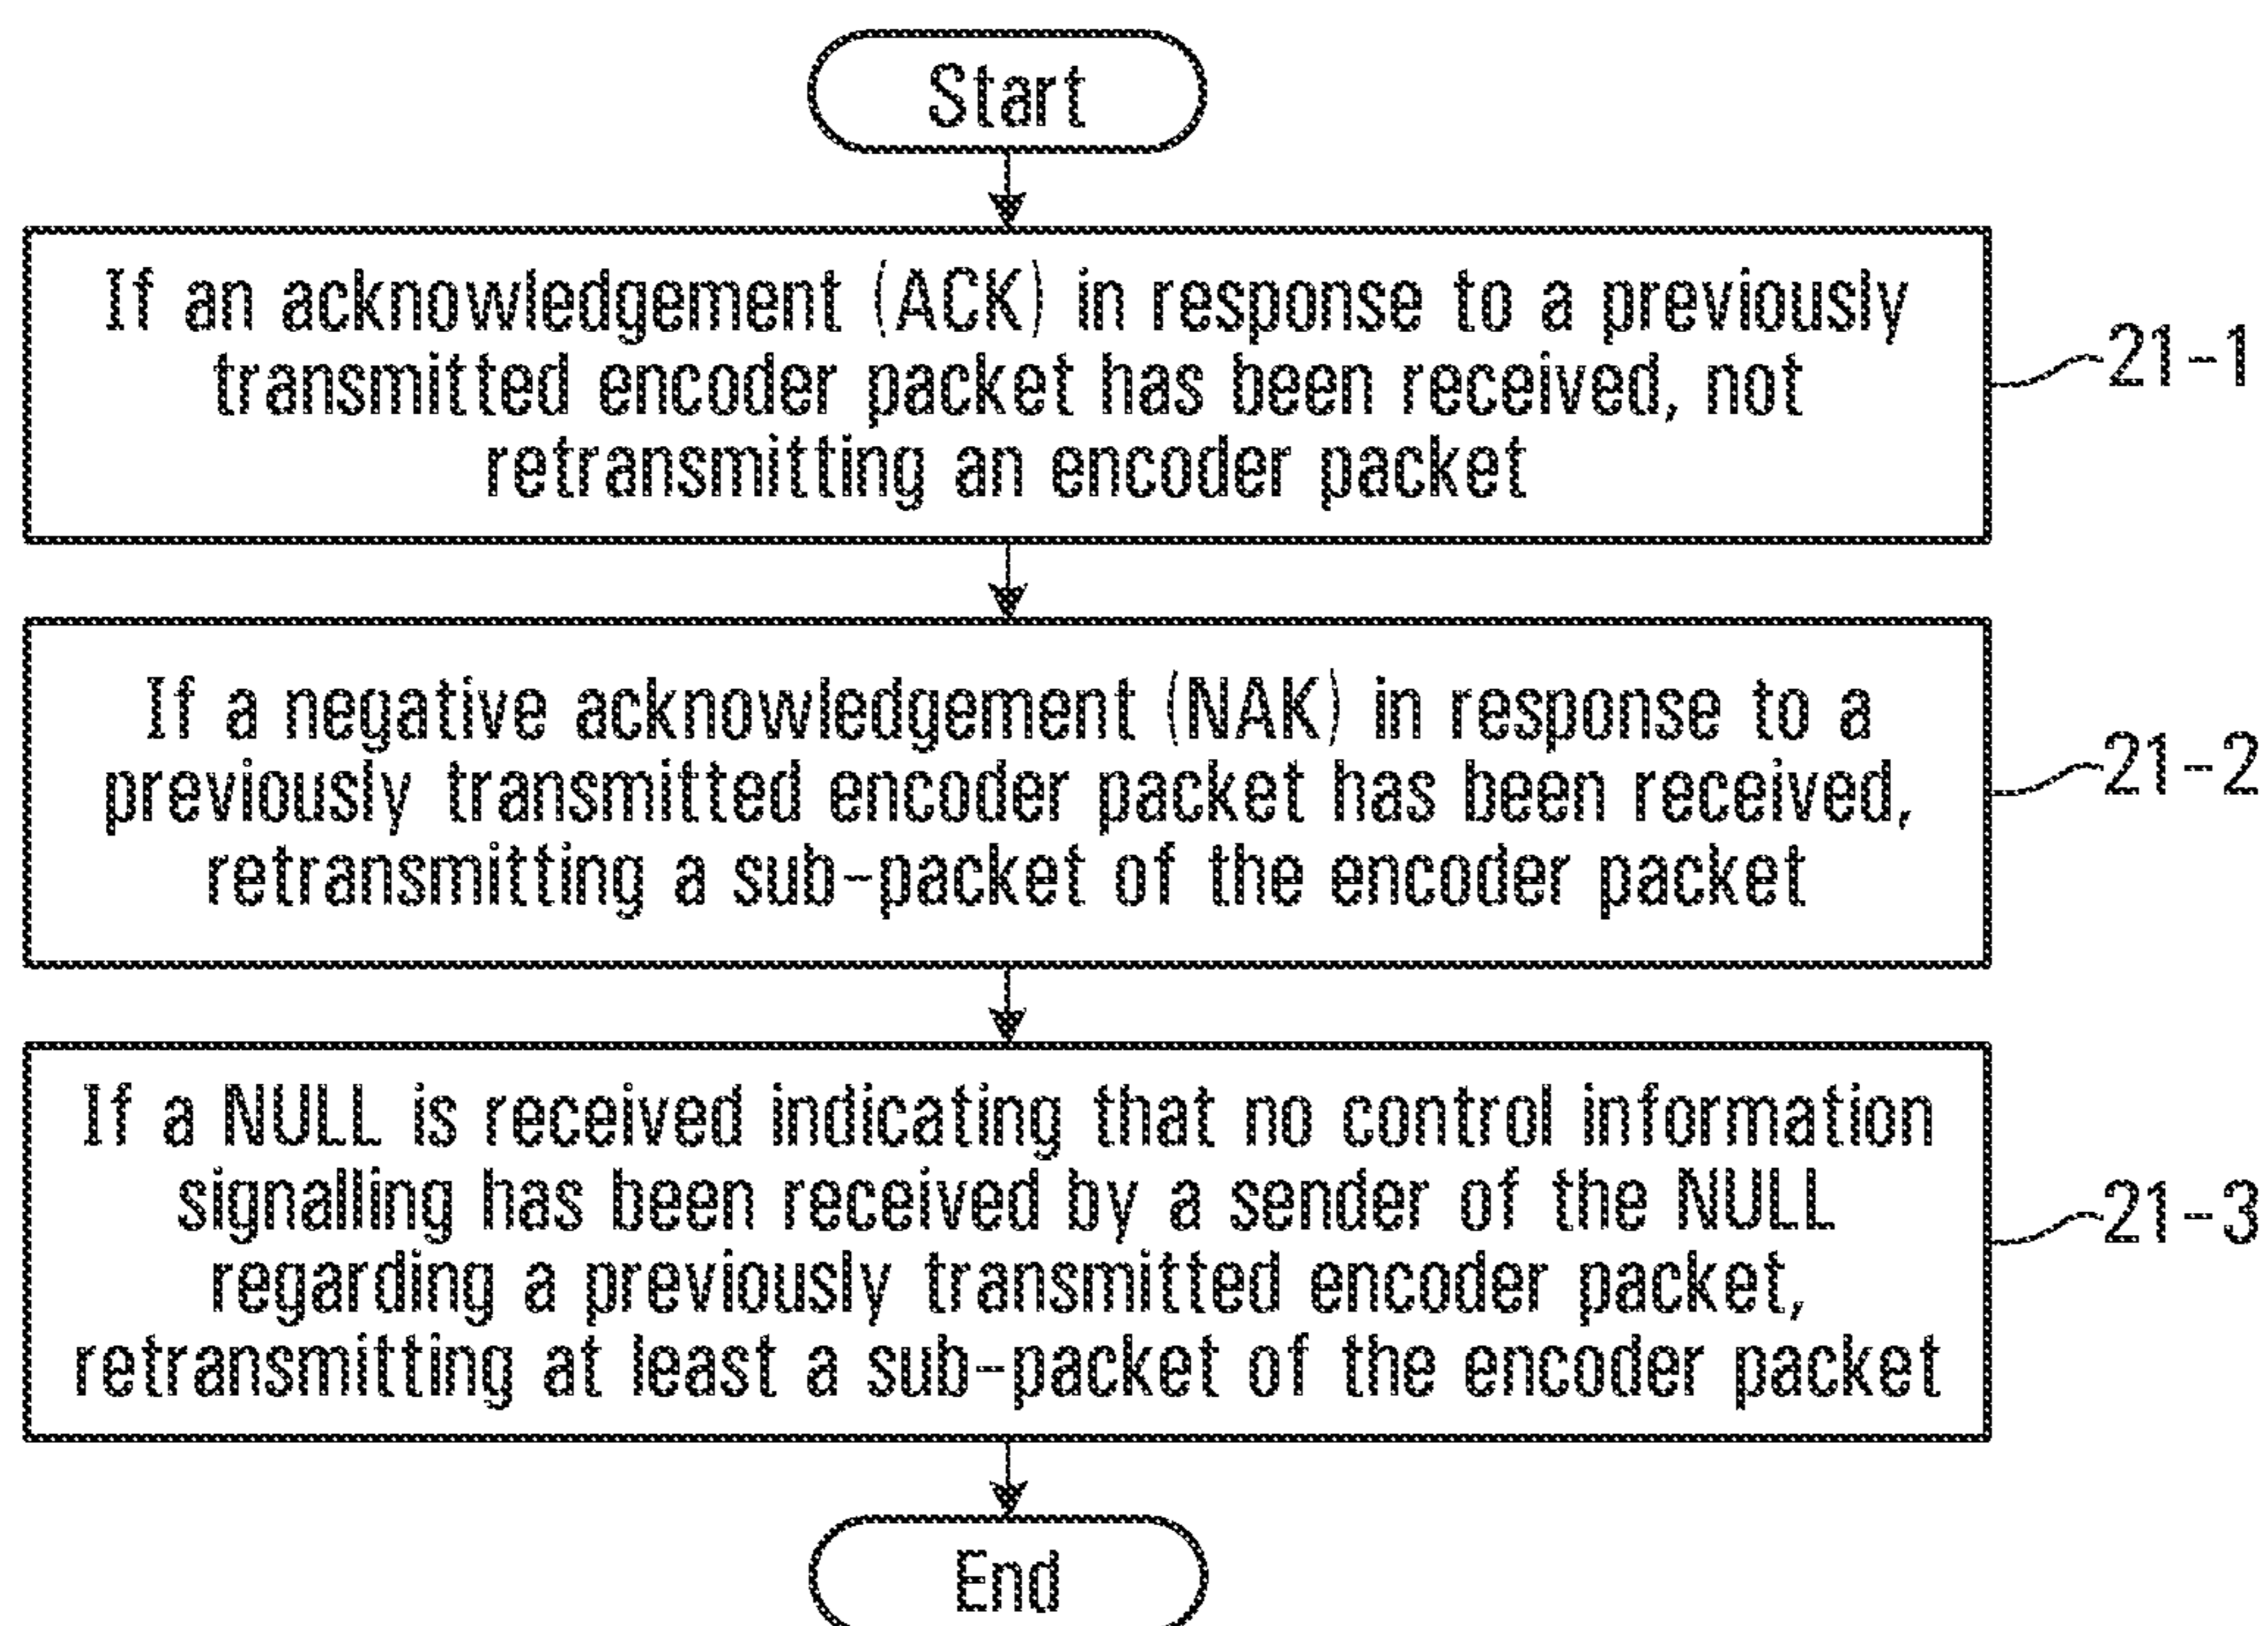 Start
If an acknowledgement (ACK) in response to a previously
transmitted encoder packet has been received, not
retransmitting an encoder packet
21-1
If a negative acknowledgement (NAK) in response to a
previously transmitted encoder packet has been received,
retransmitting a sub-packet of the encoder packet
21-2
If a NULL is received indicating that no control information
signalling has been received by a sender of the NULL
regarding a previously transmitted encoder packet,
retransmitting at least a sub-packet of the encoder packet
21-3
End